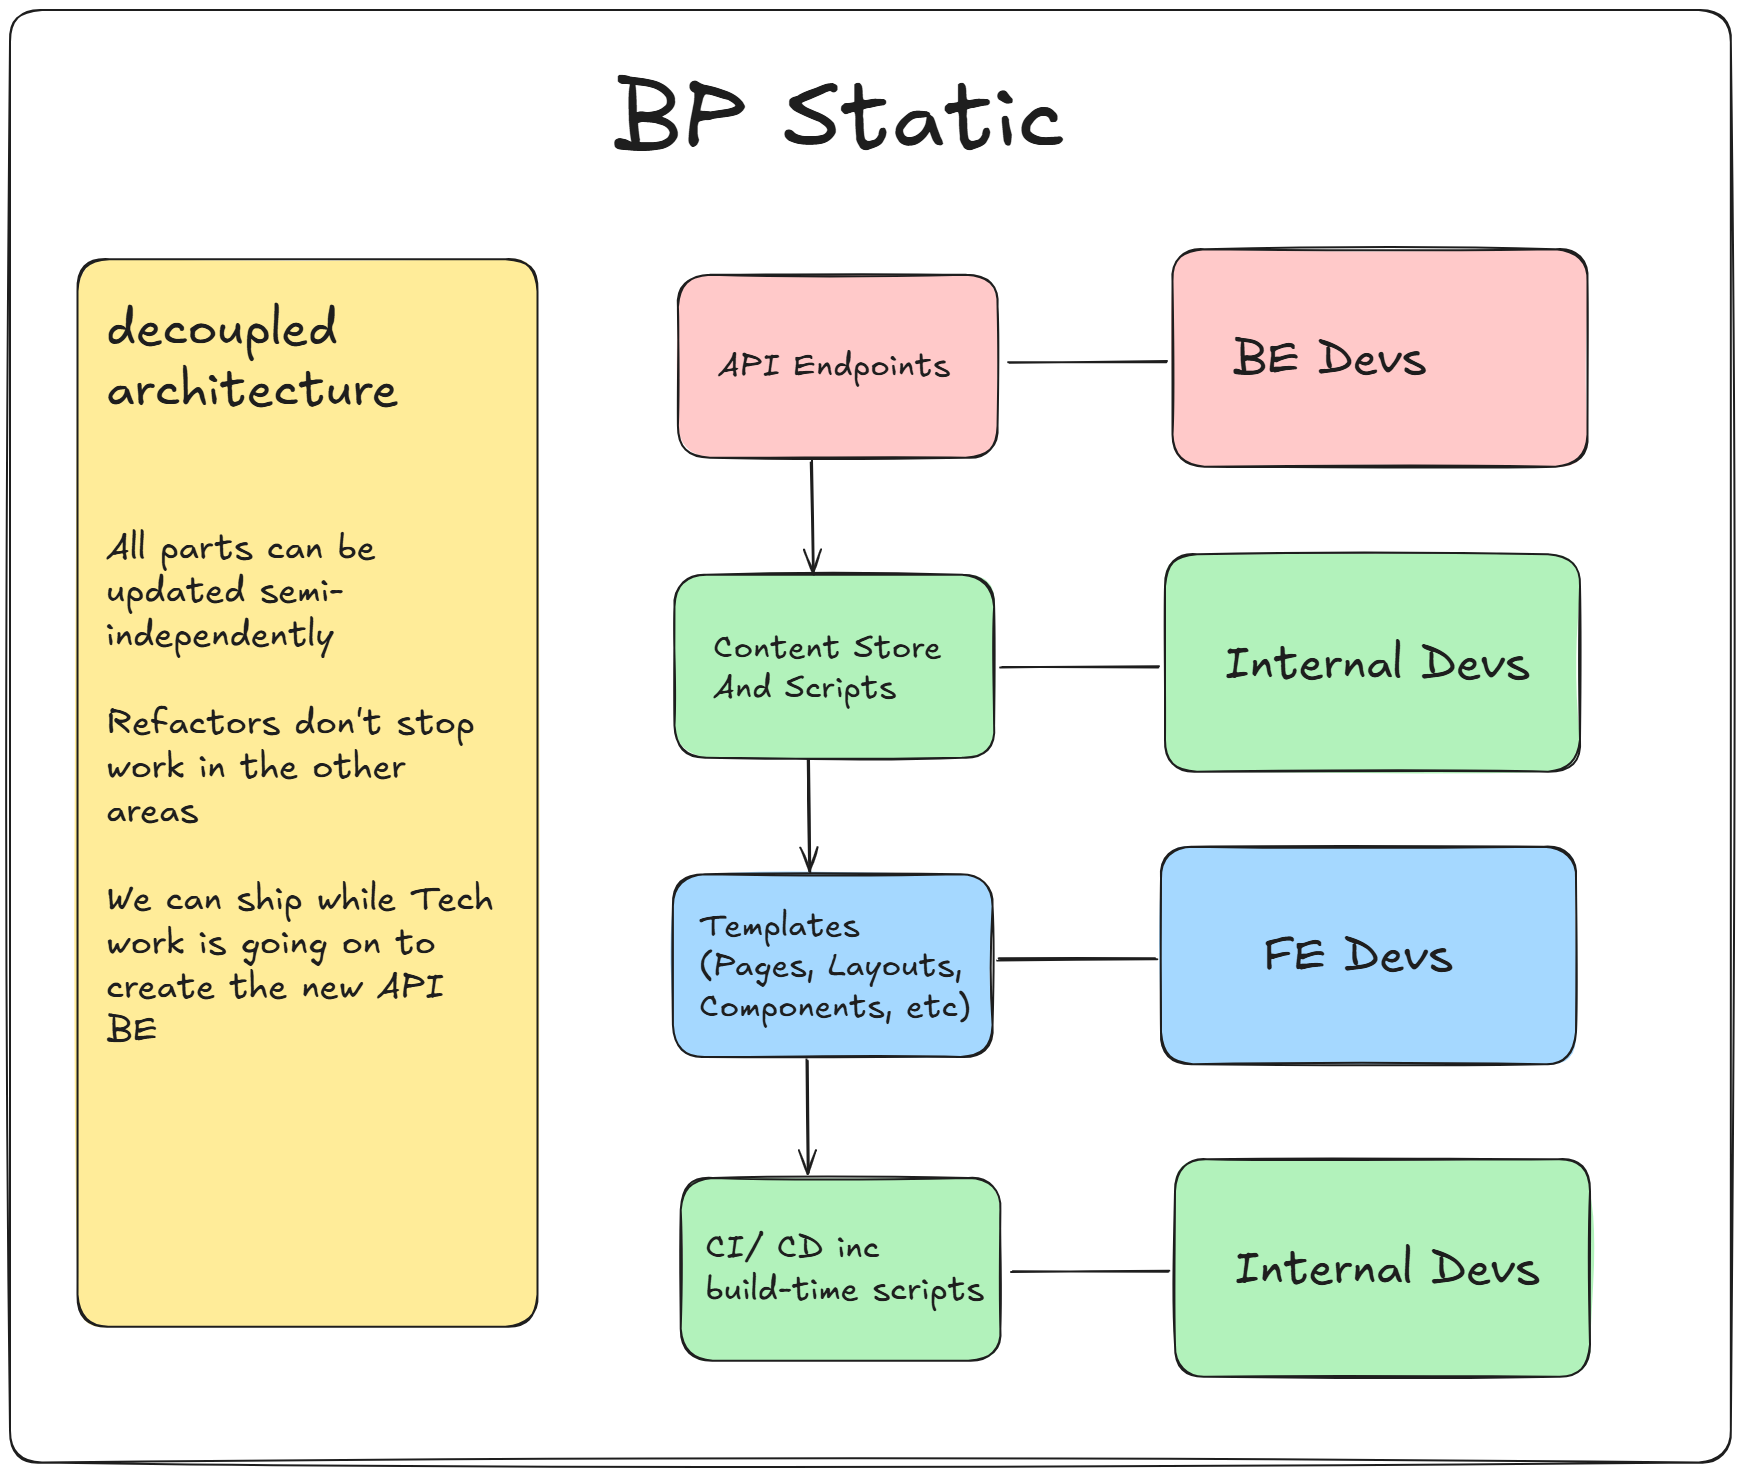 BP Static
decoupled
architecture
All parts can be
updated semi-
independently
Refactors don't stop
work in the other
areas
We can ship while Tech
work is going on to
create the new API
BE
API Endpoints
BE Devs
Content Store
And Scripts
Internal Devs
Templates
(Pages, Layouts,
Components, etc)
FE Devs
CI/ CD inc
build-time scripts
Internal Devs